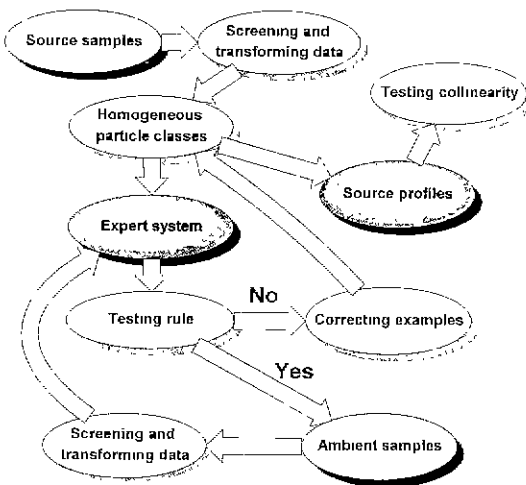 Source samples
Screening and
transforming data
Testing collinearity
Homogeneous
particle classes
Source profiles
Expert system
No
Testing rule
Correcting examples
Yes
Screening and
transforming data
Ambient samples